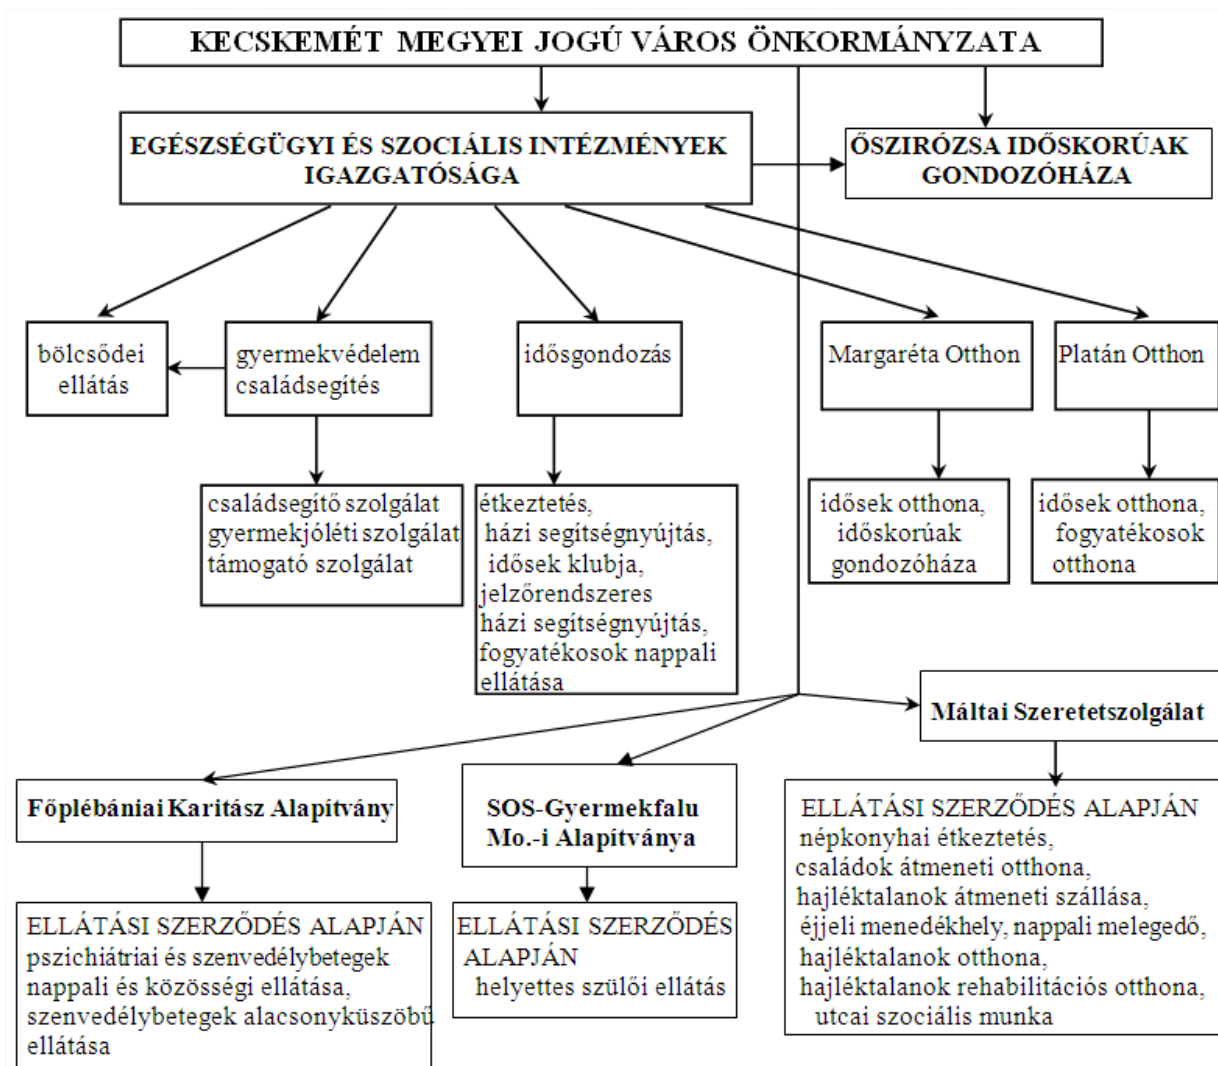 KECSKEMÉT MEGYEI JOGÚ VÁROS ÖNKORMÁNYZATA
EGÉSZSÉGÜGYI ÉS SZOCIÁLIS INTÉZMÉNYEK
IGAZGATÓSÁGA
ŐSZIRÓZSA IDŐSKORÚAK
GONDOZÓHÁZA
bölcsődei
ellátás
gyermekvédelem
családsegítés
idősgondozás
Margaréta Otthon
Platán Otthon
családsegítő szolgálat
gyermekjóléti szolgálat
támogató szolgálat
étkeztetés,
házi segítségnyújtás,
idősek klubja,
jelzőrendszeres
házi segítségnyújtás,
fogyatékosok nappali
ellátása
idősek otthona,
időskorúak
gondozóháza
idősek otthona,
fogyatékosok
otthona
Máltai Szeretetszolgálat
Főplébániai Karitász Alapítvány
SOS-Gyermekfalu
Mo.-i Alapítványa
ELLÁTÁSI SZERZŐDÉS ALAPJÁN
népkonyhai étkeztetés,
családok átmeneti otthona,
hajléktalanok átmeneti szállása,
éjjeli menedékhely, nappali melegedő,
hajléktalanok otthona,
hajléktalanok rehabilitációs otthona,
utcai szociális munka
ELLÁTÁSI SZERZŐDÉS ALAPJÁN
pszichiátriai és szenvedélybetegek
nappali és közösségi ellátása,
szenvedélybetegek alacsonyküszöbű
ellátása
ELLÁTÁSI SZERZŐDÉS
ALAPJÁN
helyettes szülői ellátás